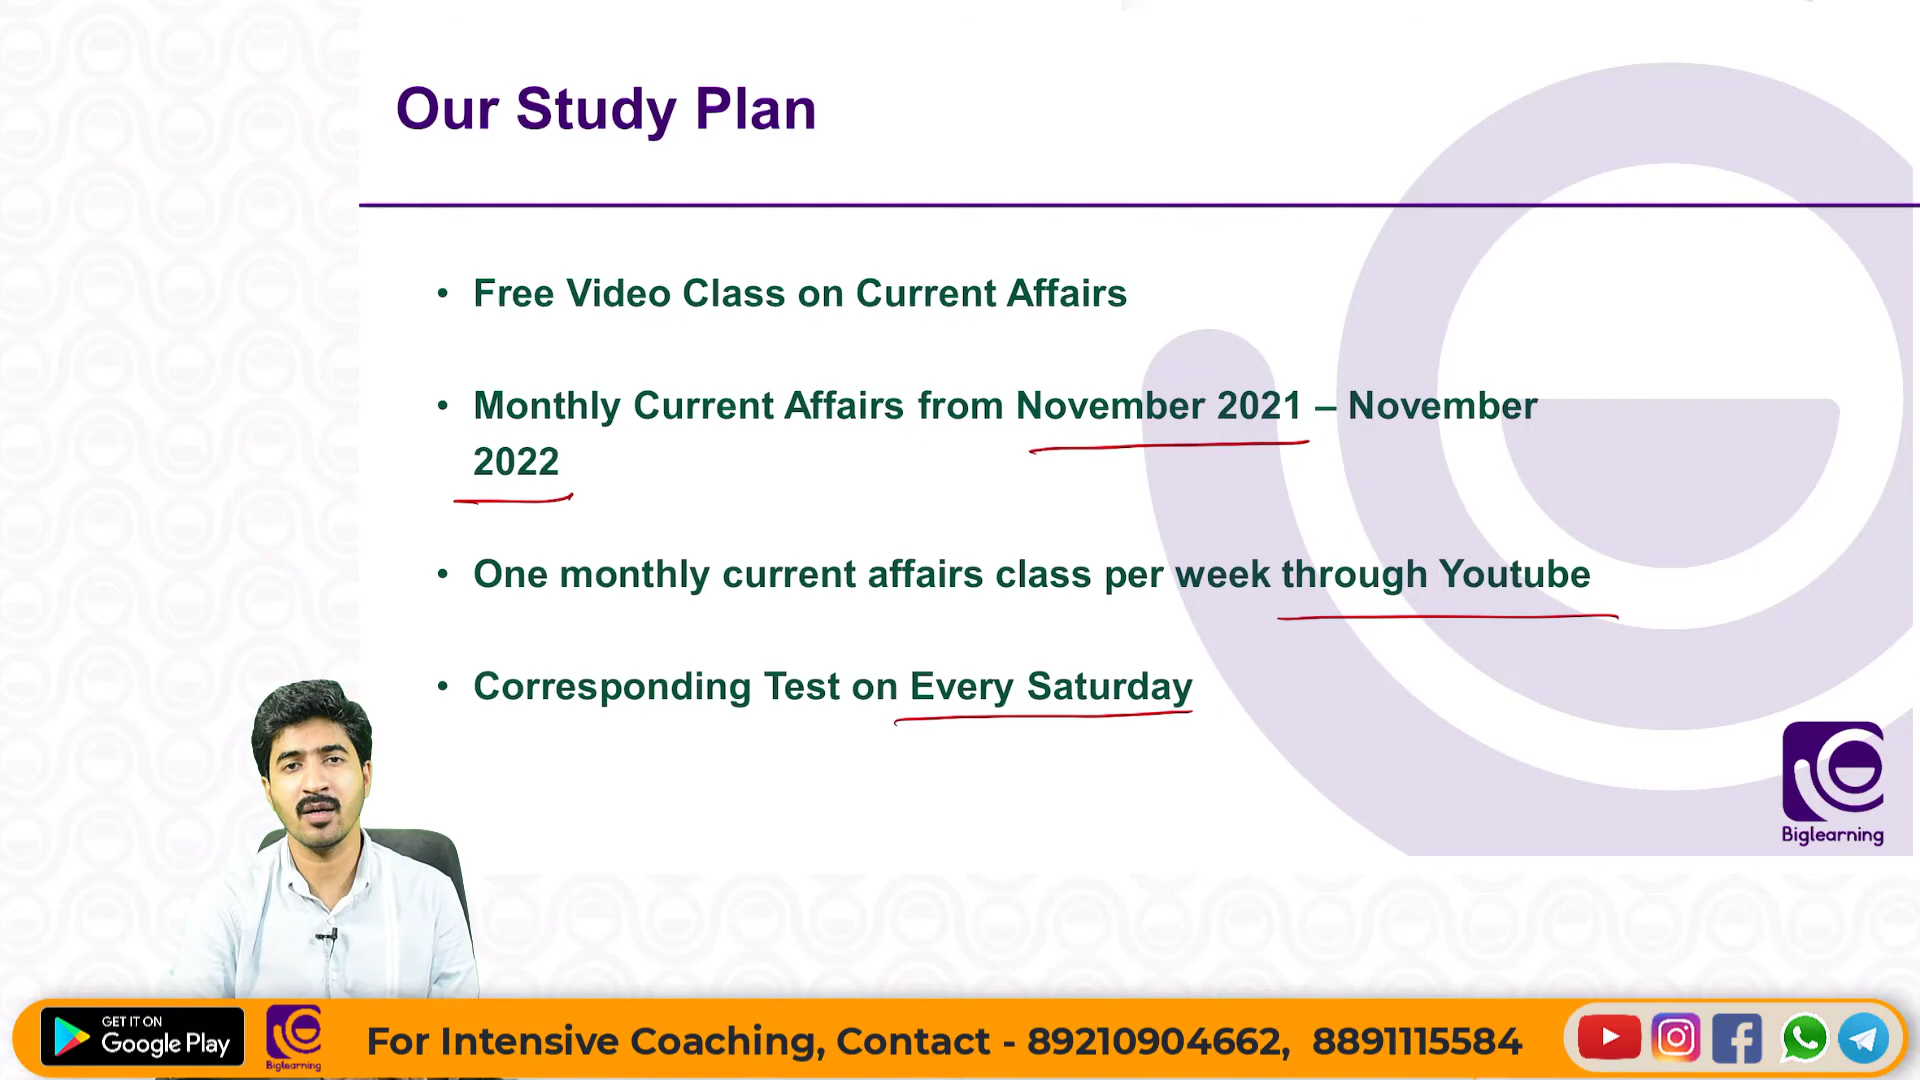 Our Study Plan
• Free Video Class on Current Affairs
• Monthly Current Affairs from November 2021 – November
2022
• One monthly current affairs class per week through Youtube
• Corresponding Test on Every Saturday
Biglearning
GET IT ON
Google Play
Biglearning
For Intensive Coaching, Contact - 89210904662, 8891115584